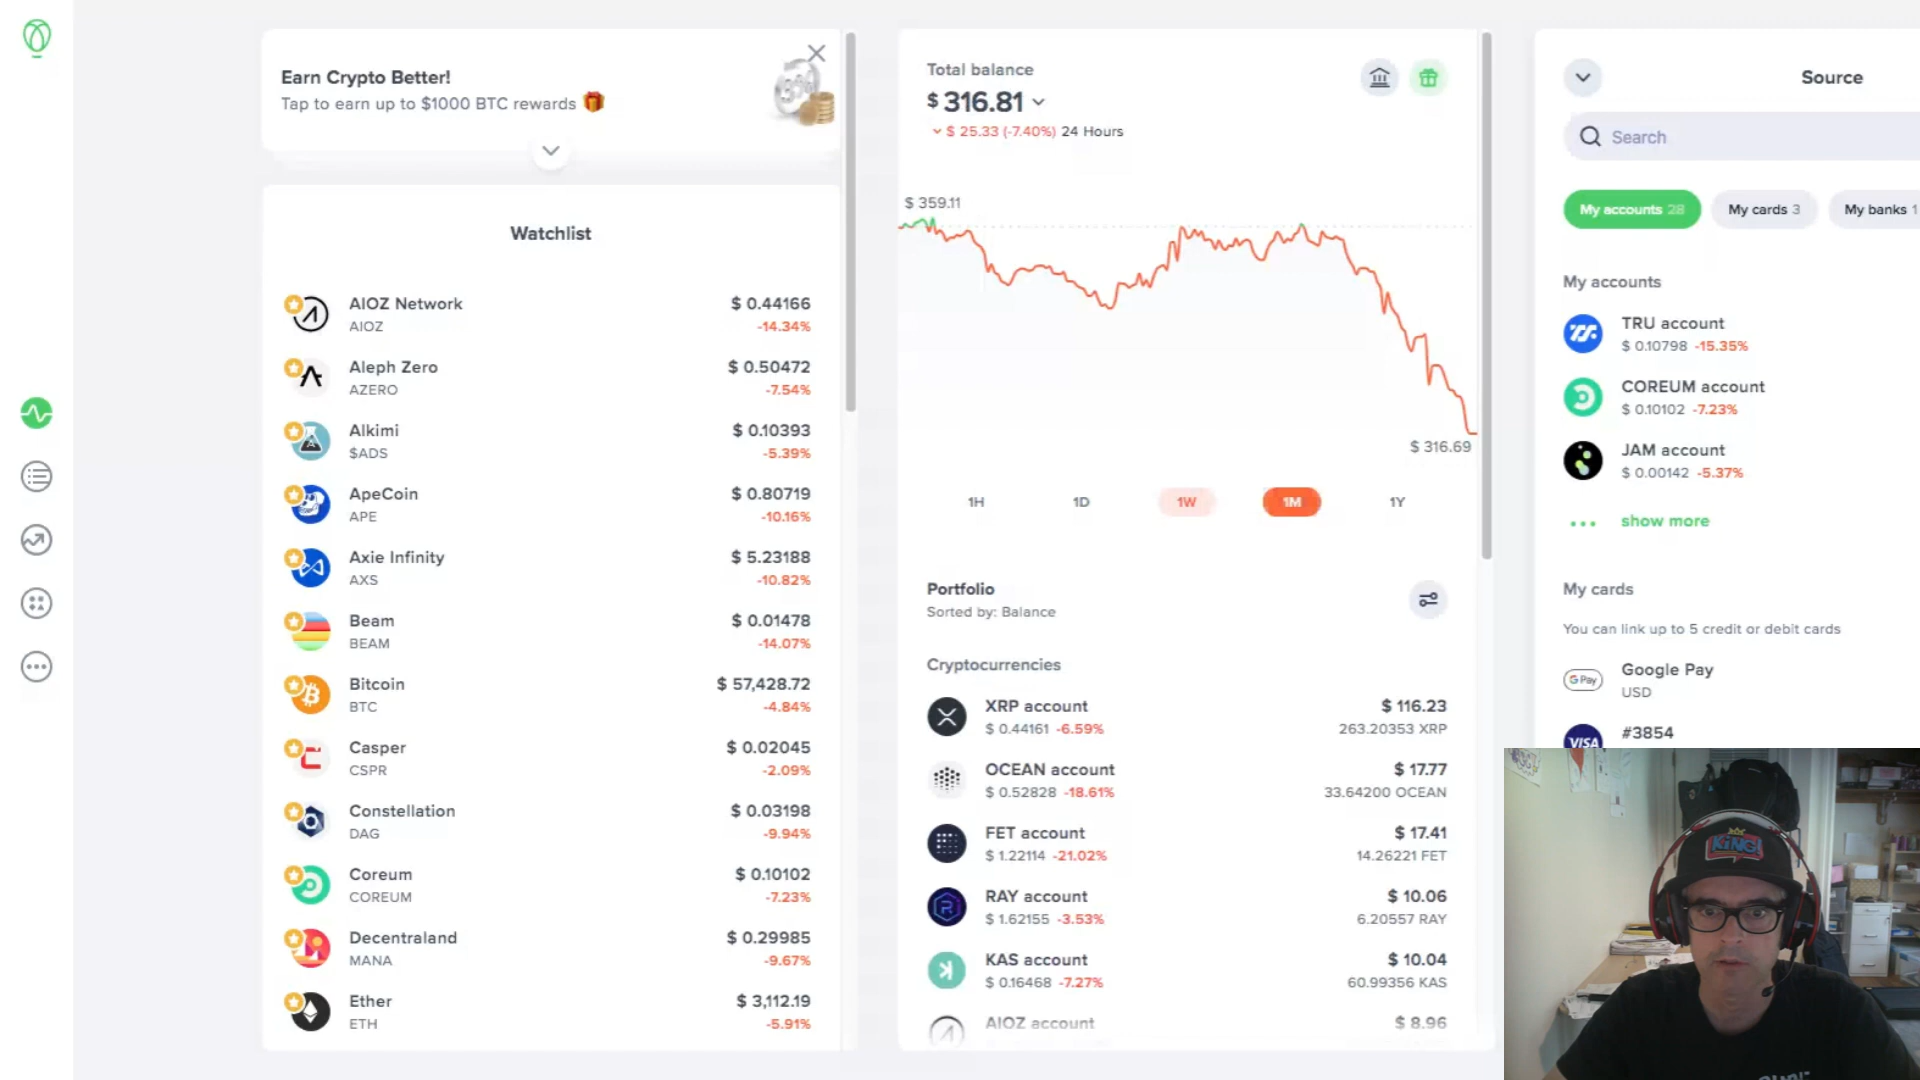 Earn Crypto Better!
Tap to earn up to $1000 BTC rewards
Watchlist
AIOZ Network
AIOZ
$ 0.44166
-14.34%
Aleph Zero
AZERO
$ 0.50472
-7.54%
Alkimi
$ADS
$ 0.10393
-5.39%
ApeCoin
APE
$ 0.80719
-10.16%
Axie Infinity
AXS
$ 5.23188
-10.82%
Beam
BEAM
$ 0.01478
-14.07%
Bitcoin
BTC
$ 57,428.72
-4.84%
Casper
CSPR
$ 0.02045
-2.09%
Constellation
DAG
$ 0.03198
-9.94%
Coreum
COREUM
$ 0.10102
-7.23%
Decentraland
MANA
$ 0.29985
-9.67%
Ether
ETH
$ 3,112.19
-5.91%
Total balance
$ 316.81
$ 25.33 (-7.40%) 24 Hours
$ 359.11
$ 316.69
1H 1D 1W 1M 1Y
Portfolio
Sorted by: Balance
Cryptocurrencies
XRP account
$ 0.44161 -6.59%
$ 116.23
263.20353 XRP
OCEAN account
$ 0.52828 -18.61%
$ 17.77
33.64200 OCEAN
FET account
$ 1.22114 -21.02%
$ 17.41
14.26221 FET
RAY account
$ 1.62155 -3.53%
$ 10.06
6.20557 RAY
KAS account
$ 0.16468 -7.27%
$ 10.04
60.99356 KAS
AIOZ account
$ 8.96
Source
Search
My accounts 28
My cards 3
My banks 1
My accounts
TRU account
$ 0.10798 -15.35%
COREUM account
$ 0.10102 -7.23%
JAM account
$ 0.00142 -5.37%
show more
My cards
You can link up to 5 credit or debit cards
G Pay
Google Pay
USD
VISA
#3854
KING!